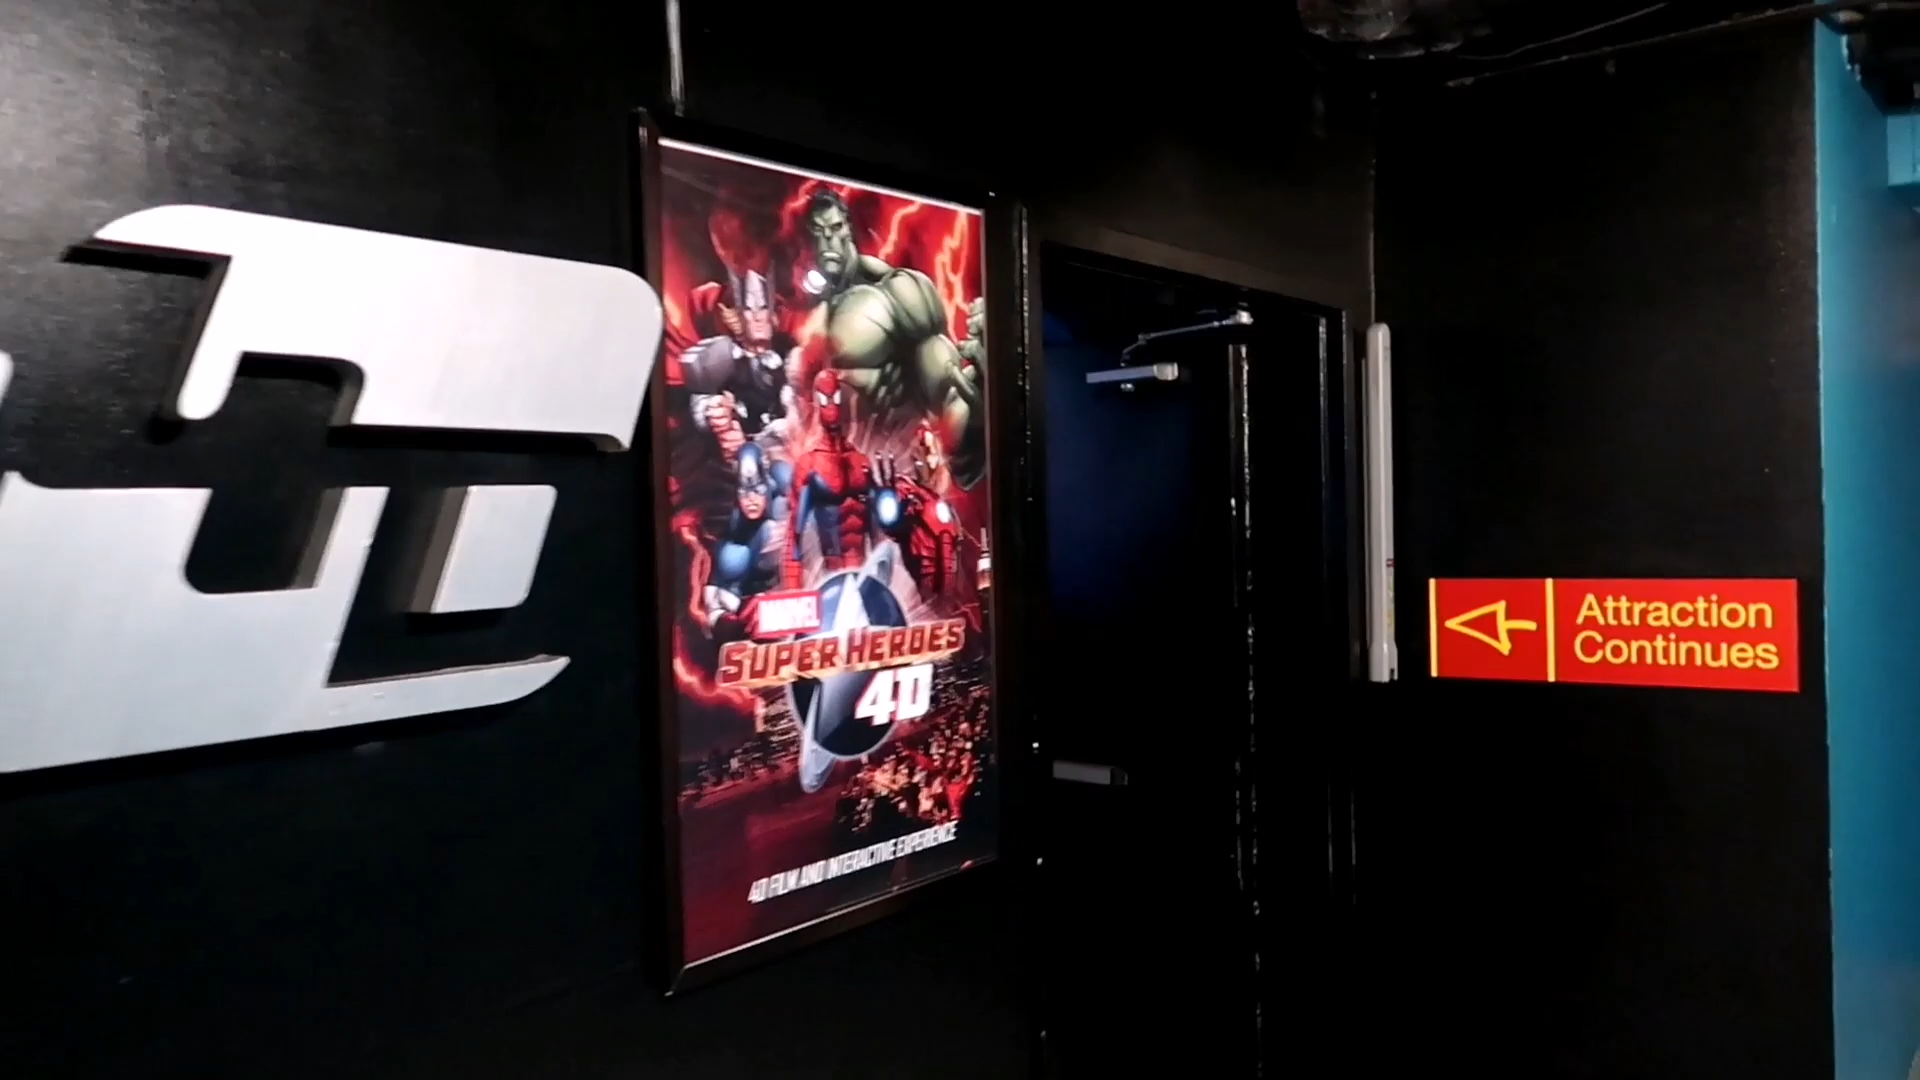 MARVEL
SUPER HEROES
4D
4D FILM AND INTERACTIVE EXPERIENCE
Attraction
Continues